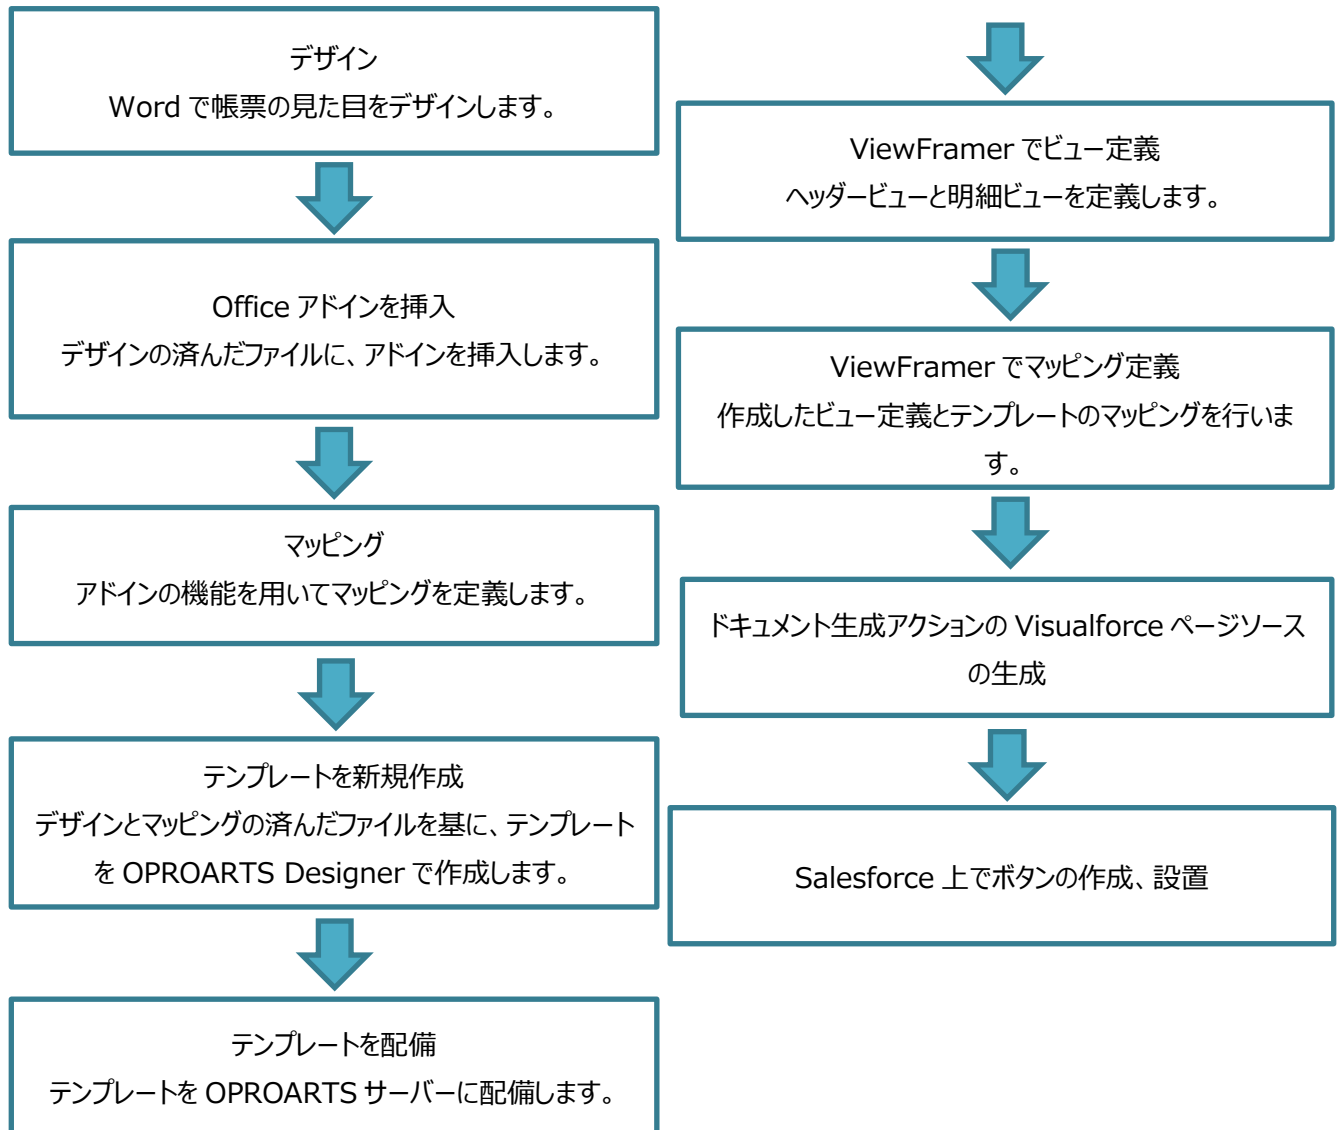 デザイン
Word で帳票の見た目をデザインします。
Office アドインを挿入
デザインの済んだファイルに、アドインを挿入します。
マッピング
アドインの機能を用いてマッピングを定義します。
テンプレートを新規作成
デザインとマッピングの済んだファイルを基に、テンプレート
を OPROARTS Designer で作成します。
テンプレートを配備
テンプレートを OPROARTS サーバーに配備します。
ViewFramer でビュー定義
ヘッダービューと明細ビューを定義します。
ViewFramer でマッピング定義
作成したビュー定義とテンプレートのマッピングを行いま
す。
ドキュメント生成アクションの Visualforce ページソース
の生成
Salesforce 上でボタンの作成、設置